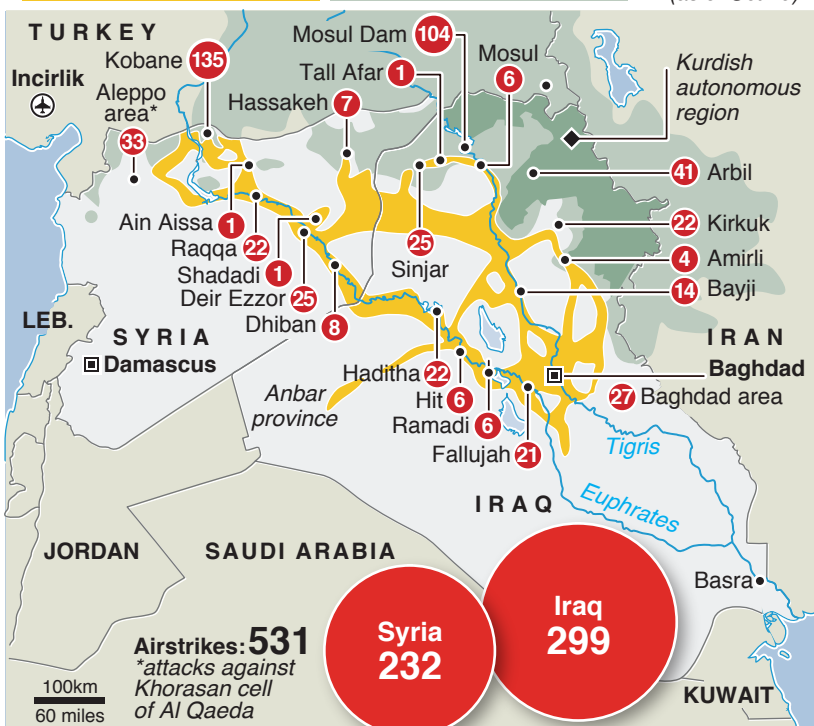 TURKEY
Kobane 135
Mosul Dam 104
Mosul
6
Incirlik
Aleppo
area*
33
Tall Afar 1
Hassakeh 7
Kurdish
autonomous
region
41 Arbil
Ain Aissa 1
Raqqa 22
Shadadi 1
Deir Ezzor 25
Dhiban 8
25
Sinjar
22 Kirkuk
4 Amirli
14 Bayji
LEB.
SYRIA
Damascus
IRAN
Baghdad
27 Baghdad area
Anbar
province
Haditha 22
Hit 6
Ramadi 6
Fallujah 21
Tigris
Euphrates
IRAQ
JORDAN
SAUDI ARABIA
Basra
KUWAIT
Airstrikes: 531
*attacks against
Khorasan cell
of Al Qaeda
Syria
232
Iraq
299
100km
60 miles